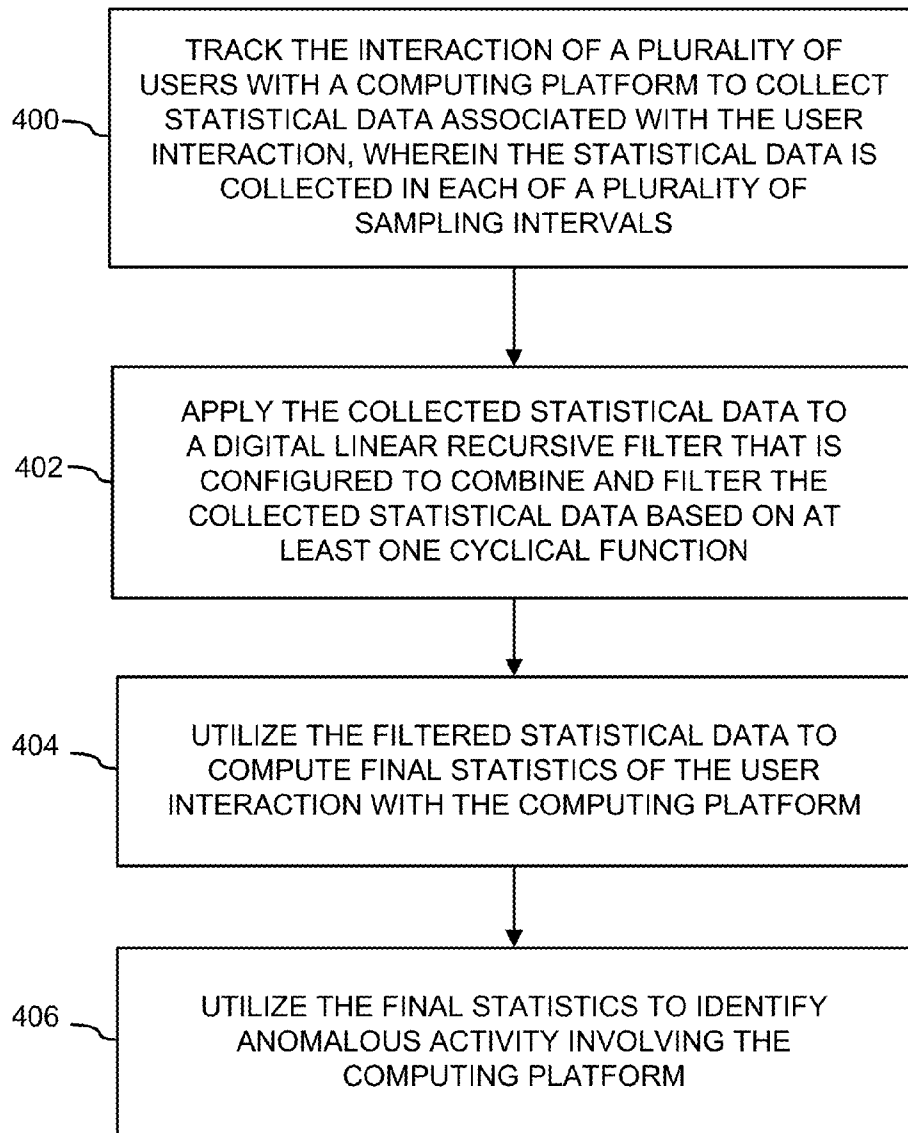 400
TRACK THE INTERACTION OF A PLURALITY OF
USERS WITH A COMPUTING PLATFORM TO COLLECT
STATISTICAL DATA ASSOCIATED WITH THE USER
INTERACTION, WHEREIN THE STATISTICAL DATA IS
COLLECTED IN EACH OF A PLURALITY OF
SAMPLING INTERVALS
402
APPLY THE COLLECTED STATISTICAL DATA TO
A DIGITAL LINEAR RECURSIVE FILTER THAT IS
CONFIGURED TO COMBINE AND FILTER THE
COLLECTED STATISTICAL DATA BASED ON AT
LEAST ONE CYCLICAL FUNCTION
404
UTILIZE THE FILTERED STATISTICAL DATA TO
COMPUTE FINAL STATISTICS OF THE USER
INTERACTION WITH THE COMPUTING PLATFORM
406
UTILIZE THE FINAL STATISTICS TO IDENTIFY
ANOMALOUS ACTIVITY INVOLVING THE
COMPUTING PLATFORM